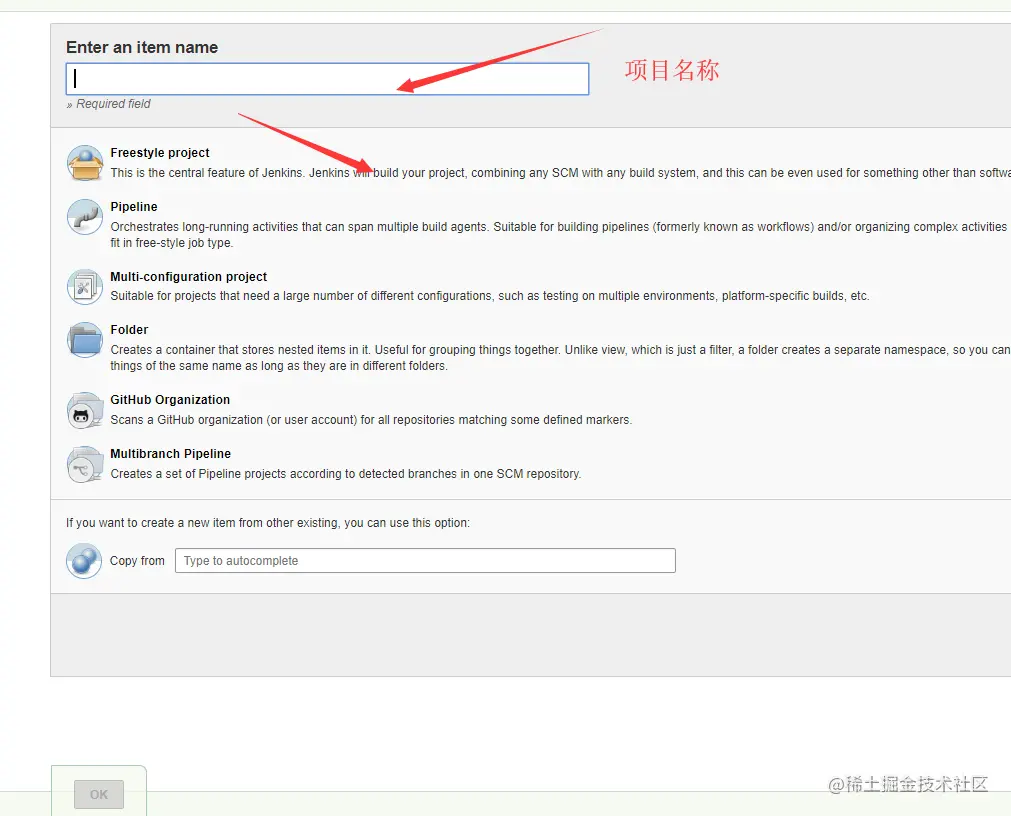 Enter an item name
项目名称
» Required field
Freestyle project
This is the central feature of Jenkins. Jenkins will build your project, combining any SCM with any build system, and this can be even used for something other than softwa
Pipeline
Orchestrates long-running activities that can span multiple build agents. Suitable for building pipelines (formerly known as workflows) and/or organizing complex activities
fit in free-style job type.
Multi-configuration project
Suitable for projects that need a large number of different configurations, such as testing on multiple environments, platform-specific builds, etc.
Folder
Creates a container that stores nested items in it. Useful for grouping things together. Unlike view, which is just a filter, a folder creates a separate namespace, so you can
things of the same name as long as they are in different folders.
GitHub Organization
Scans a GitHub organization (or user account) for all repositories matching some defined markers.
Multibranch Pipeline
Creates a set of Pipeline projects according to detected branches in one SCM repository.
If you want to create a new item from other existing, you can use this option:
Copy from
Type to autocomplete
OK
@稀土掘金技术社区